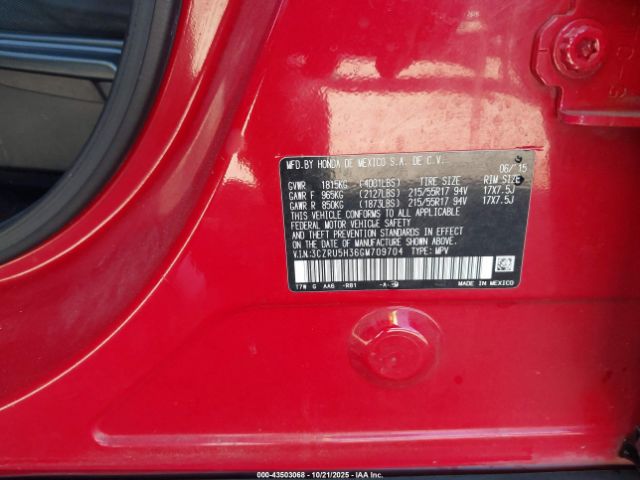 MFD.BY HONDA DE MEXICO S.A. DE C.V. 06/'15
GVWR 1815KG (4001LBS) TIRE SIZE RIM SIZE
GAWR F 965KG (2127LBS) 215/55R17 94V 17X7.5J
GAWR R 850KG (1873LBS) 215/55R17 94V 17X7.5J
THIS VEHICLE CONFORMS TO ALL APPLICABLE
FEDERAL MOTOR VEHICLE SAFETY AND
THEFT PREVENTION STANDARDS IN EFFECT
ON THE DATE OF MANUFACTURE SHOWN ABOVE.
V.I.N:3CZRU5H36GM709704 TYPE: MPV
T7W G AA6 -R81 -A- MADE IN MEXICO
000-43503068 - 10/21/2025 - IAA Inc.